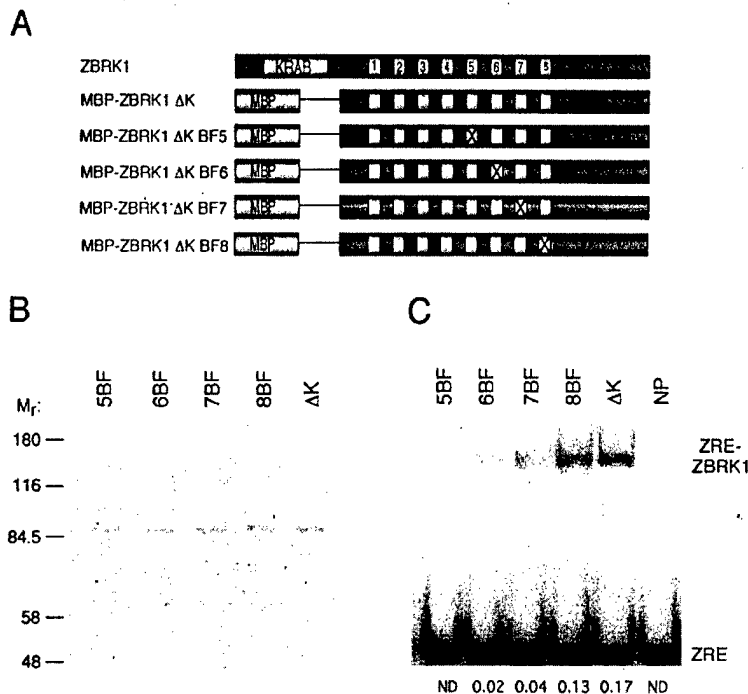 A
ZBRK1 KRAB 1 2 3 4 5 6 7 8
MBP-ZBRK1 ΔK MBP
MBP-ZBRK1 ΔK BF5 MBP X
MBP-ZBRK1 ΔK BF6 MBP X
MBP-ZBRK1 ΔK BF7 MBP X
MBP-ZBRK1 ΔK BF8 MBP X
B
5BF 6BF 7BF 8BF ΔK
Mr:
180
116
84.5
58
48
C
5BF 6BF 7BF 8BF ΔK NP
ZRE-
ZBRK1
ZRE
ND 0.02 0.04 0.13 0.17 ND